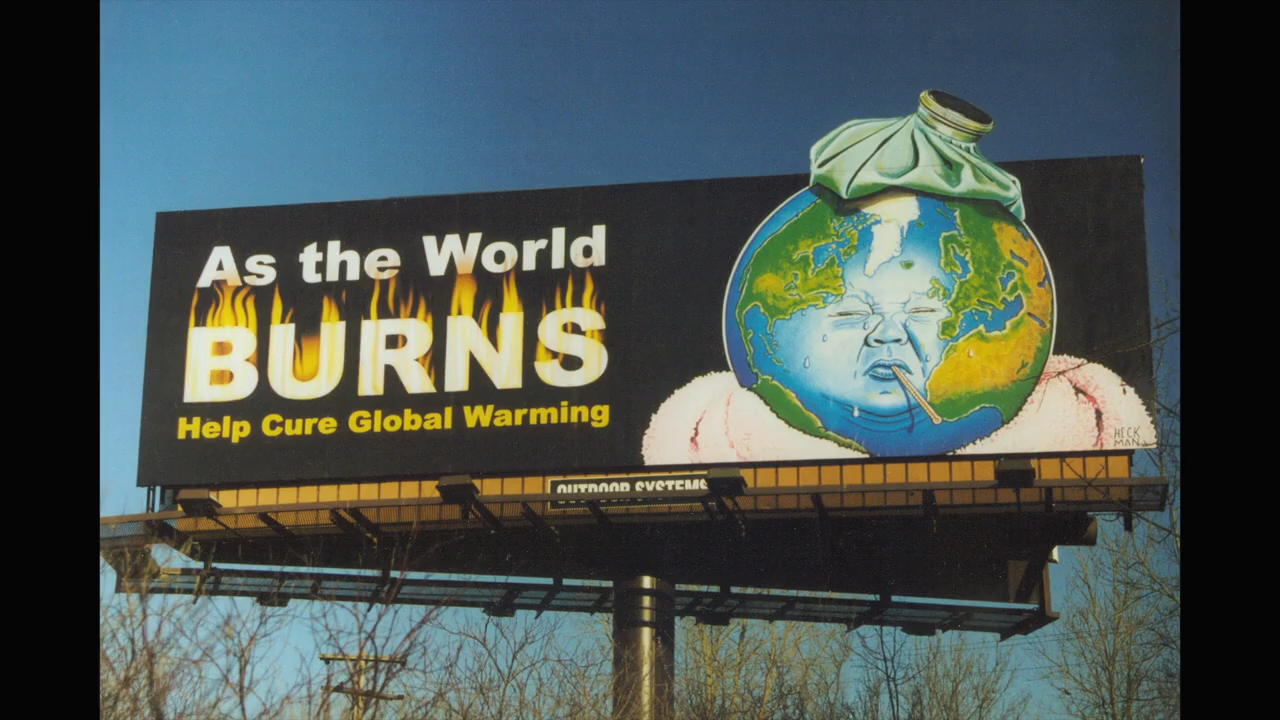 As the World
BURNS
Help Cure Global Warming
HECK
MAN
OUTDOOR SYSTEMS